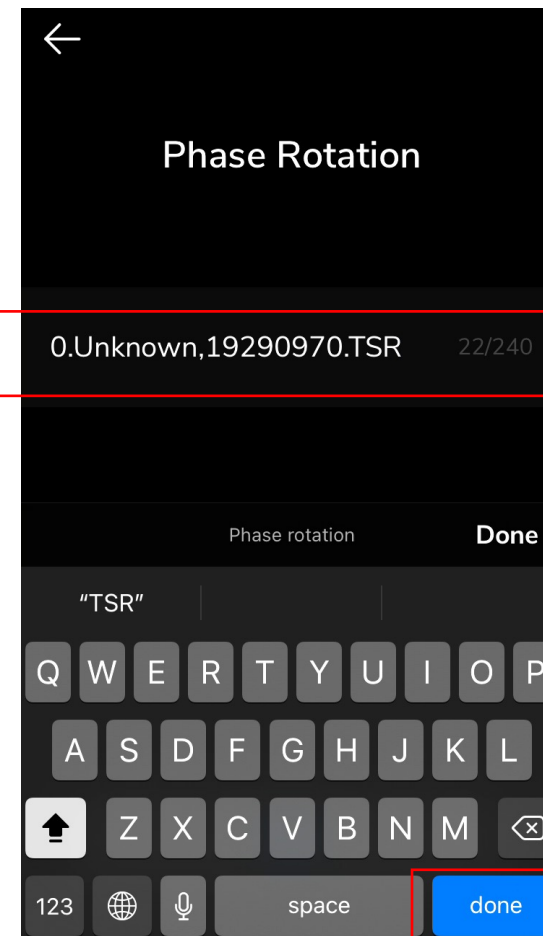 Phase Rotation
0.Unknown,19290970.TSR 22/240
Phase rotation Done
“TSR”
Q W E R T Y U I O P
A S D F G H J K L
Z X C V B N M
123 space done